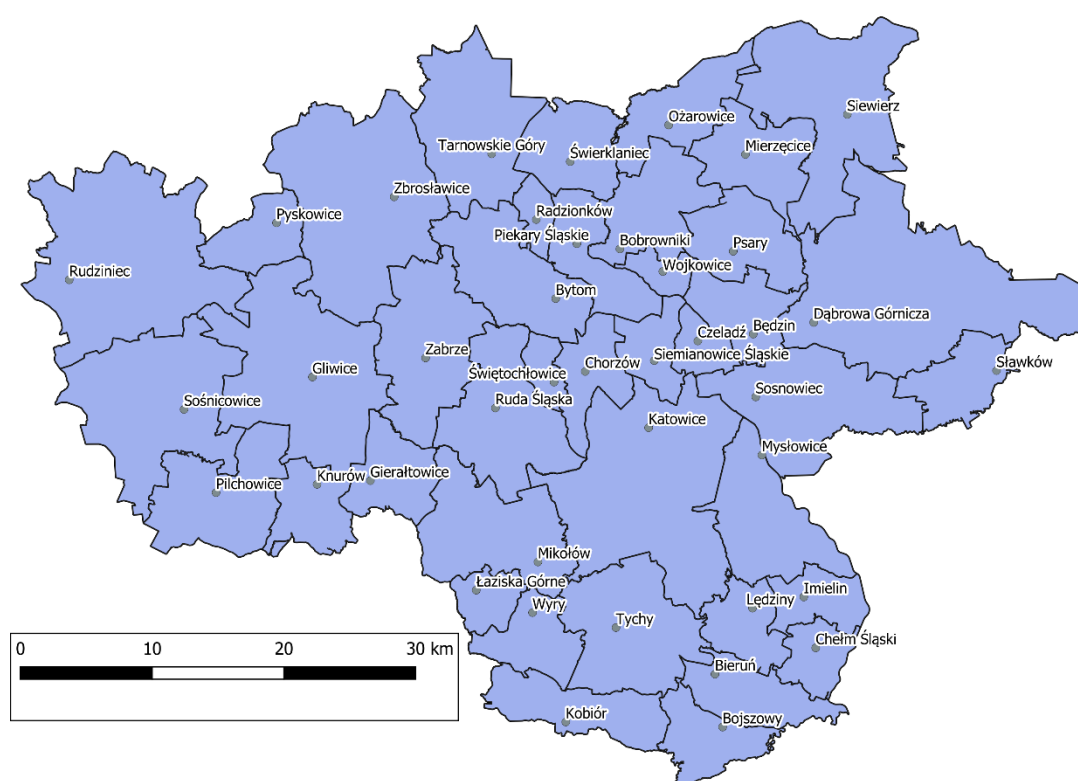 Siewierz
Ożarowice
Tarnowskie Góry
Świerklaniec
Mierzęcice
Zbrosławice
Pyskowice
Radzionków
Piekary Śląskie
Bobrowniki
Psary
Rudziniec
Wojkowice
Bytom
Dąbrowa Górnicza
Czeladź
Będzin
Zabrze
Chorzów
Siemianowice Śląskie
Sławków
Gliwice
Świętochłowice
Sosnowiec
Sośnicowice
Ruda Śląska
Katowice
Mysłowice
Pilchowice
Knurów
Gierałtowice
Mikołów
Łaziska Górne
Imielin
Wyry
Lędziny
Tychy
Chełm Śląski
0 10 20 30 km
Bieruń
Kobiór
Bojszowy